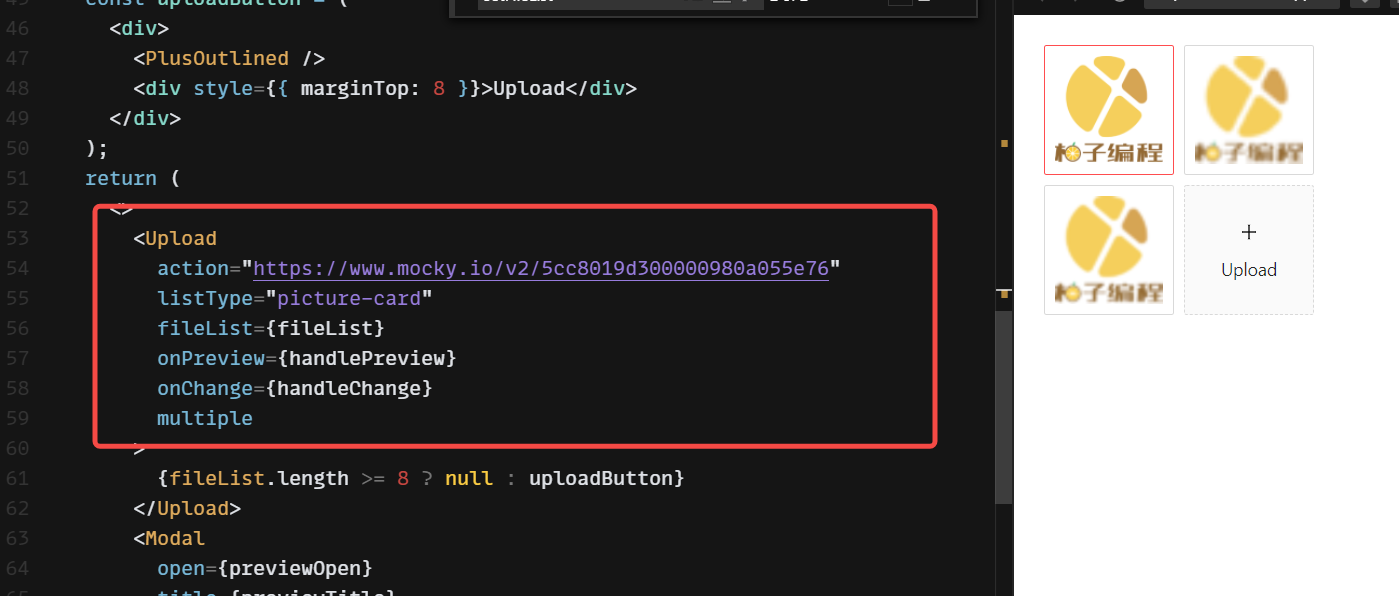 45 const uploadButton = (
46 <div>
47 <PlusOutlined />
48 <div style={{ marginTop: 8 }}>Upload</div>
49 </div>
50 );
51 return (
52 <>
53 <Upload
54 action="https://www.mocky.io/v2/5cc8019d300000980a055e76"
55 listType="picture-card"
56 fileList={fileList}
57 onPreview={handlePreview}
58 onChange={handleChange}
59 multiple
60 >
61 {fileList.length >= 8 ? null : uploadButton}
62 </Upload>
63 <Modal
64 open={previewOpen}
65 title={previewTitle}
柚子编程
柚子编程
柚子编程
Upload